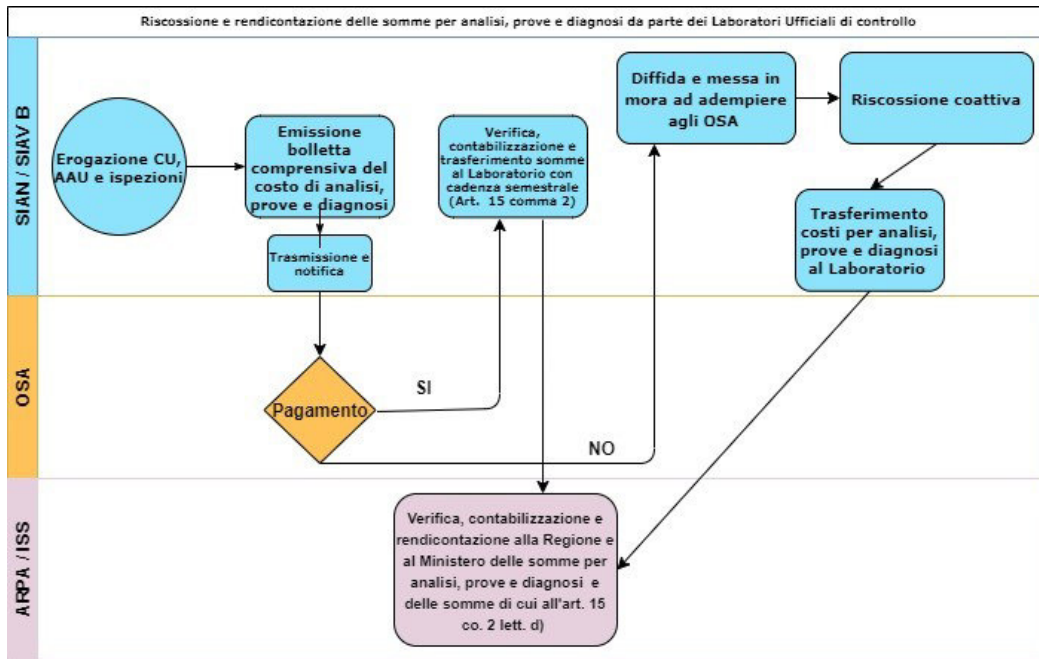 Riscossione e rendicontazione delle somme per analisi, prove e diagnosi da parte dei Laboratori Ufficiali di controllo
SIAN / SIAV B
Erogazione CU,
AAU e ispezioni
Emissione
bolletta
comprensiva del
costo di analisi,
prove e diagnosi
Trasmissione e
notifica
Verifica,
contabilizzazione e
trasferimento somme
al Laboratorio con
cadenza semestrale
(Art. 15 comma 2)
Diffida e messa in
mora ad adempiere
agli OSA
Riscossione coattiva
Trasferimento
costi per analisi,
prove e diagnosi
al Laboratorio
OSA
Pagamento
SI
NO
ARPA / ISS
Verifica, contabilizzazione e
rendicontazione alla Regione e
al Ministero delle somme per
analisi, prove e diagnosi e
delle somme di cui all'art. 15
co. 2 lett. d)